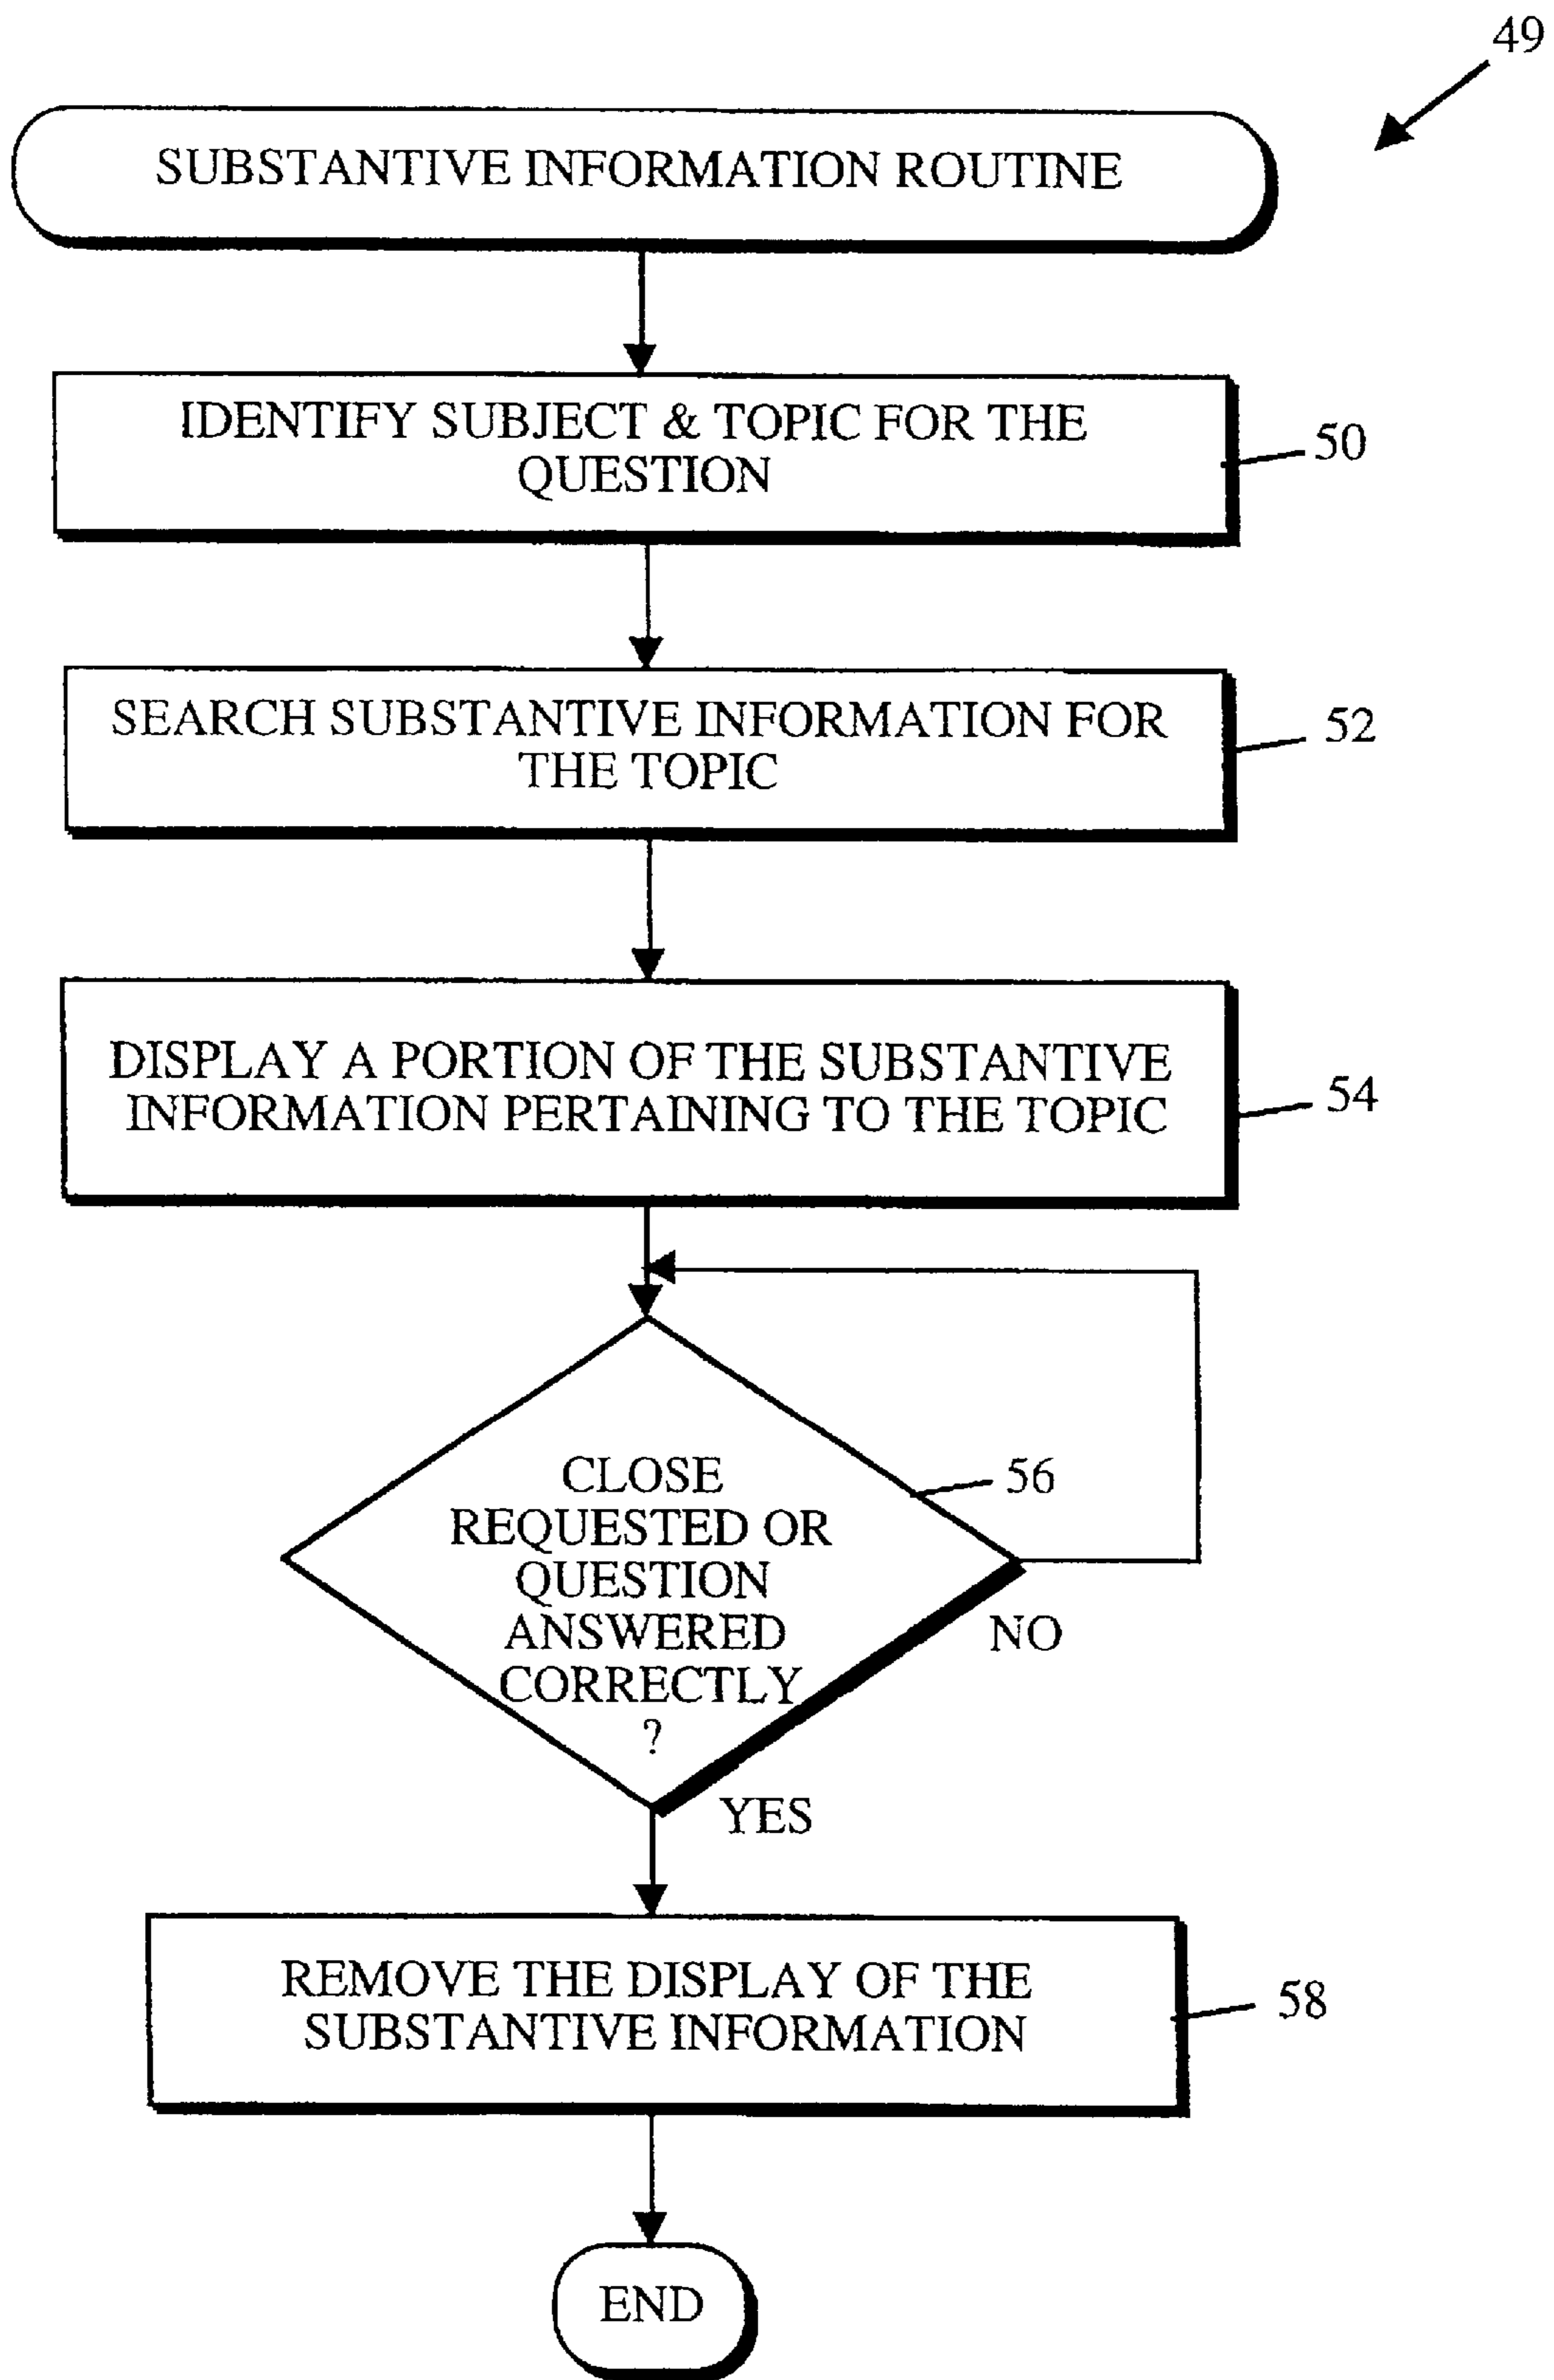 49
SUBSTANTIVE INFORMATION ROUTINE
IDENTIFY SUBJECT & TOPIC FOR THE
QUESTION
50
SEARCH SUBSTANTIVE INFORMATION FOR
THE TOPIC
52
DISPLAY A PORTION OF THE SUBSTANTIVE
INFORMATION PERTAINING TO THE TOPIC
54
CLOSE
REQUESTED OR
QUESTION
ANSWERED
CORRECTLY
?
56
NO
YES
REMOVE THE DISPLAY OF THE
SUBSTANTIVE INFORMATION
58
END